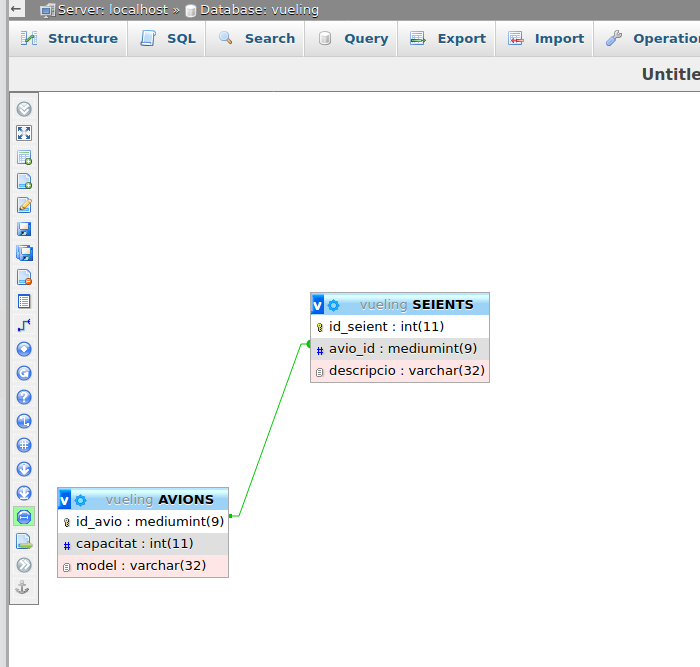 Server: localhost » Database: vueling
Structure SQL Search Query Export Import Operatio
Untitle
v vueling SEIENTS
id_seient : int(11)
# avio_id : mediumint(9)
descripcio : varchar(32)
v vueling AVIONS
id_avio : mediumint(9)
# capacitat : int(11)
model : varchar(32)